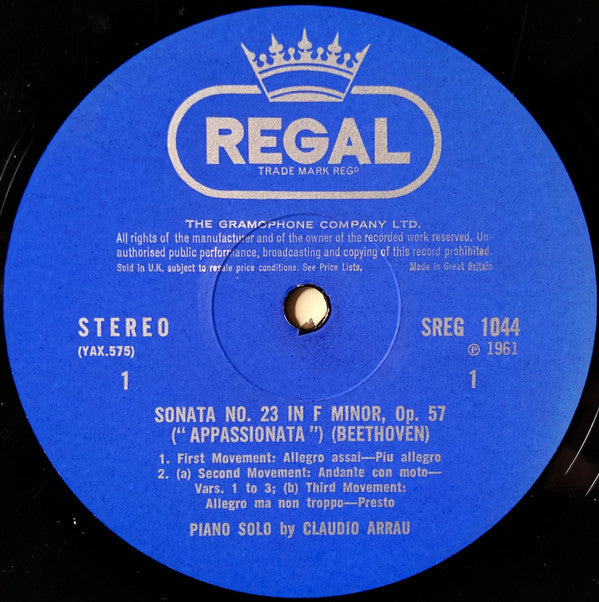 REGAL
TRADE MARK REGD
THE GRAMOPHONE COMPANY LTD.
All rights of the manufacturer and of the owner of the recorded work reserved. Un-
authorised public performance, broadcasting and copying of this record prohibited.
Sold in U.K. subject to resale price conditions. See Price Lists. Made in Great Britain
STEREO SREG 1044
(YAX.575) ℗ 1961
1 1
SONATA NO. 23 IN F MINOR, Op. 57
(“ APPASSIONATA ”) (BEETHOVEN)
1. First Movement: Allegro assai—Piu allegro
2. (a) Second Movement: Andante con moto—
Vars. 1 to 3; (b) Third Movement:
Allegro ma non troppo—Presto
PIANO SOLO by CLAUDIO ARRAU